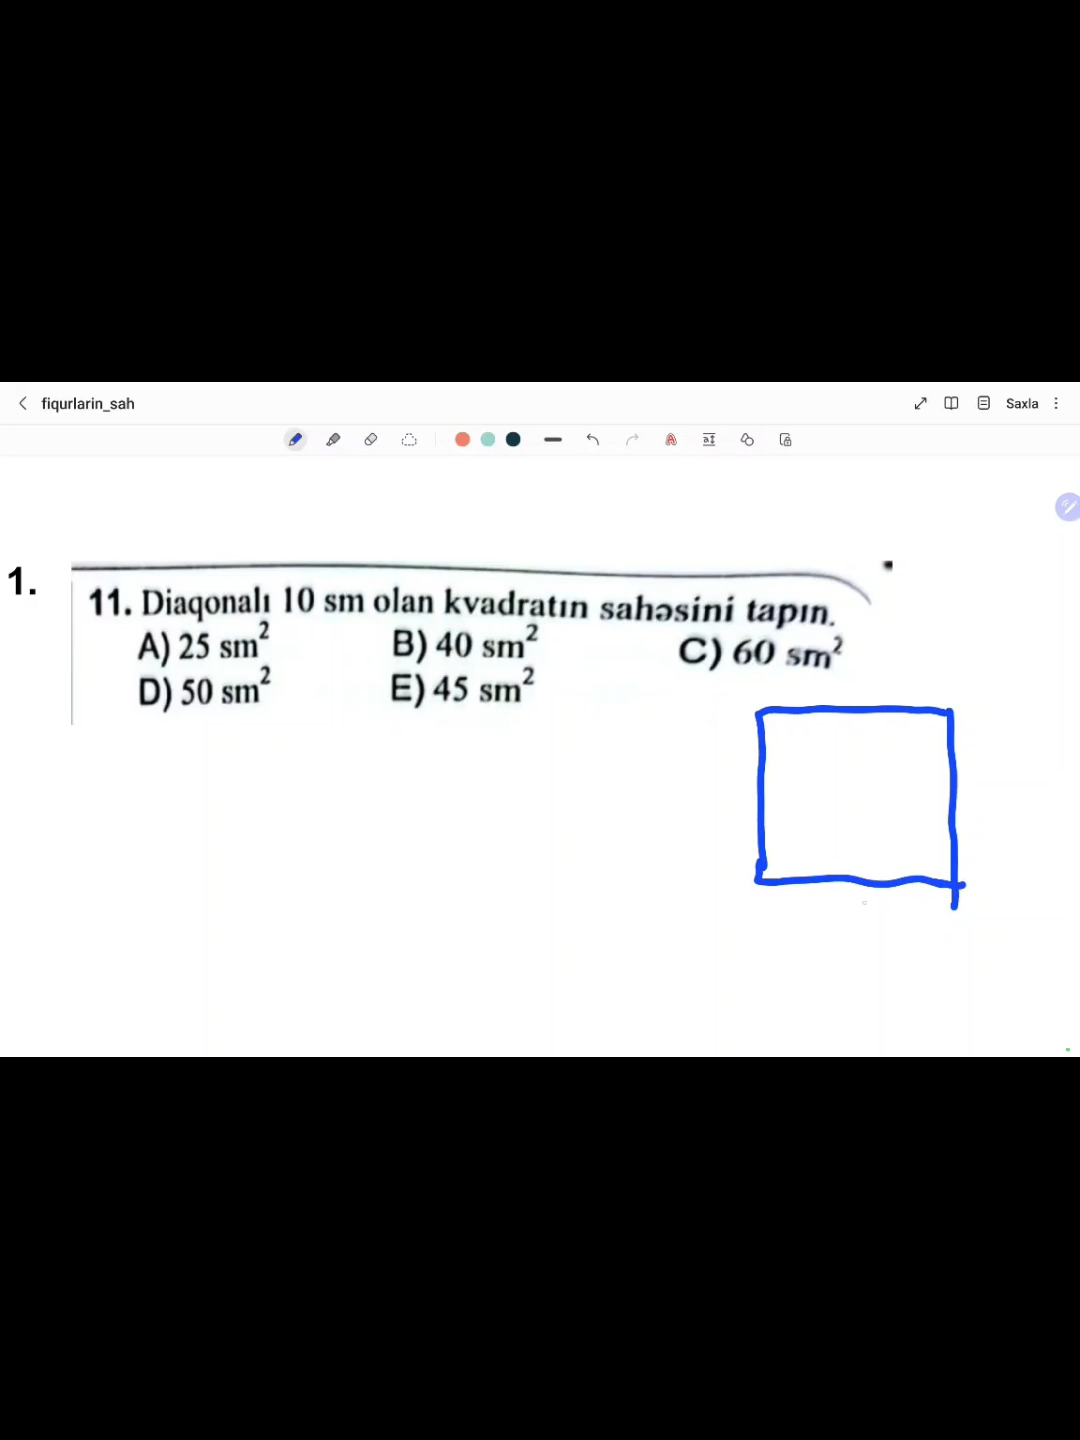 fiqurlarin_sah
Saxla
1.
11. Diaqonalı 10 sm olan kvadratın sahəsini tapın.
A) 25 sm² B) 40 sm² C) 60 sm²
D) 50 sm² E) 45 sm²